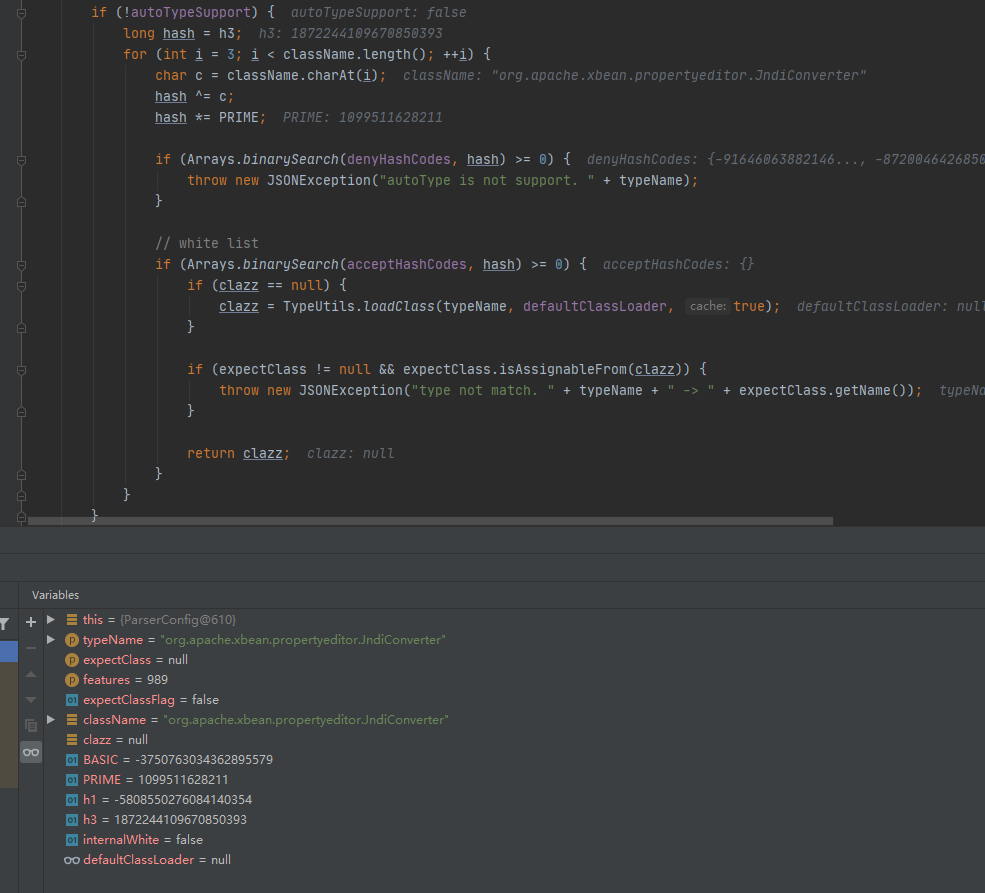 if (!autoTypeSupport) { autoTypeSupport: false
long hash = h3; h3: 1872244109670850393
for (int i = 3; i < className.length(); ++i) {
char c = className.charAt(i); className: "org.apache.xbean.propertyeditor.JndiConverter"
hash ^= c;
hash *= PRIME; PRIME: 1099511628211
if (Arrays.binarySearch(denyHashCodes, hash) >= 0) { denyHashCodes: {-91646063882146..., -8720046426850
throw new JSONException("autoType is not support. " + typeName);
}
// white list
if (Arrays.binarySearch(acceptHashCodes, hash) >= 0) { acceptHashCodes: {}
if (clazz == null) {
clazz = TypeUtils.loadClass(typeName, defaultClassLoader, cache: true); defaultClassLoader: null
}
if (expectClass != null && expectClass.isAssignableFrom(clazz)) {
throw new JSONException("type not match. " + typeName + " -> " + expectClass.getName()); typeNa
}
return clazz; clazz: null
}
}
}
Variables
this = {ParserConfig@610}
typeName = "org.apache.xbean.propertyeditor.JndiConverter"
expectClass = null
features = 989
expectClassFlag = false
className = "org.apache.xbean.propertyeditor.JndiConverter"
clazz = null
BASIC = -3750763034362895579
PRIME = 1099511628211
h1 = -5808550276084140354
h3 = 1872244109670850393
internalWhite = false
defaultClassLoader = null